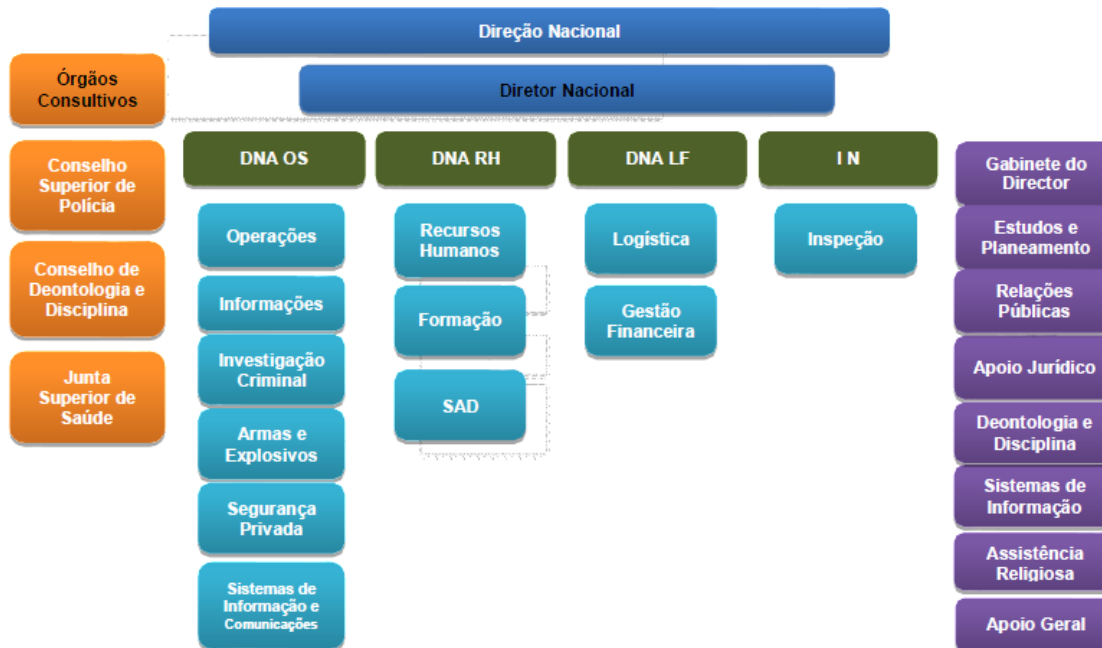 Direção Nacional
Diretor Nacional
Órgãos
Consultivos
Conselho
Superior de
Polícia
Conselho de
Deontologia e
Disciplina
Junta
Superior de
Saúde
DNA OS
Operações
Informações
Investigação
Criminal
Armas e
Explosivos
Segurança
Privada
Sistemas de
Informação e
Comunicações
DNA RH
Recursos
Humanos
Formação
SAD
DNA LF
Logística
Gestão
Financeira
I N
Inspeção
Gabinete do
Director
Estudos e
Planeamento
Relações
Públicas
Apoio Jurídico
Deontologia e
Disciplina
Sistemas de
Informação
Assistência
Religiosa
Apoio Geral